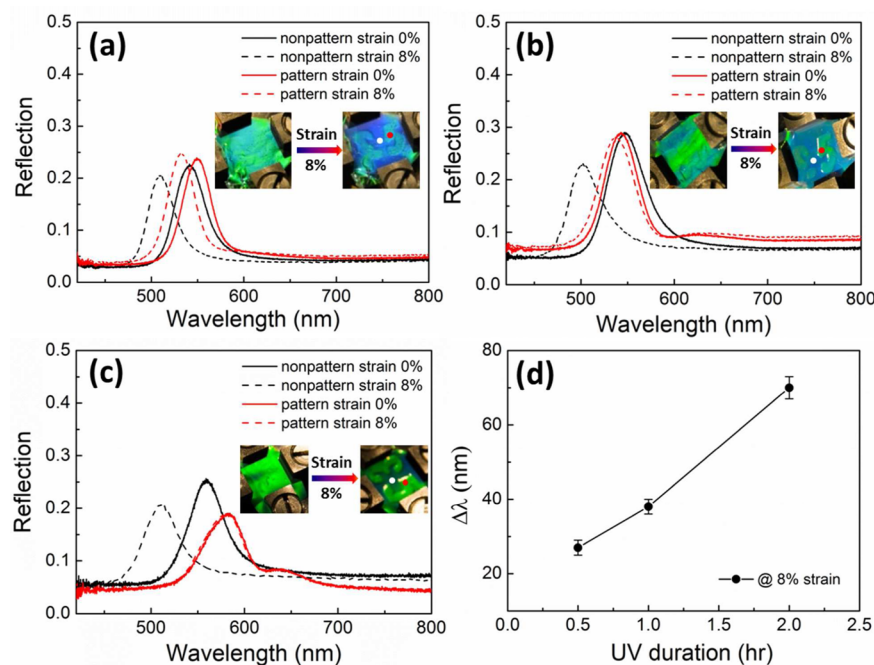 (a)
nonpattern strain 0%
nonpattern strain 8%
pattern strain 0%
pattern strain 8%
Strain
8%
Reflection
0.5
0.4
0.3
0.2
0.1
0.0
500 600 700 800
Wavelength (nm)
(b)
nonpattern strain 0%
nonpattern strain 8%
pattern strain 0%
pattern strain 8%
Strain
8%
Reflection
0.5
0.4
0.3
0.2
0.1
0.0
500 600 700 800
Wavelength (nm)
(c)
nonpattern strain 0%
nonpattern strain 8%
pattern strain 0%
pattern strain 8%
Strain
8%
Reflection
0.5
0.4
0.3
0.2
0.1
0.0
500 600 700 800
Wavelength (nm)
(d)
Δλ (nm)
80
70
60
50
40
30
20
@ 8% strain
0.0 0.5 1.0 1.5 2.0 2.5
UV duration (hr)